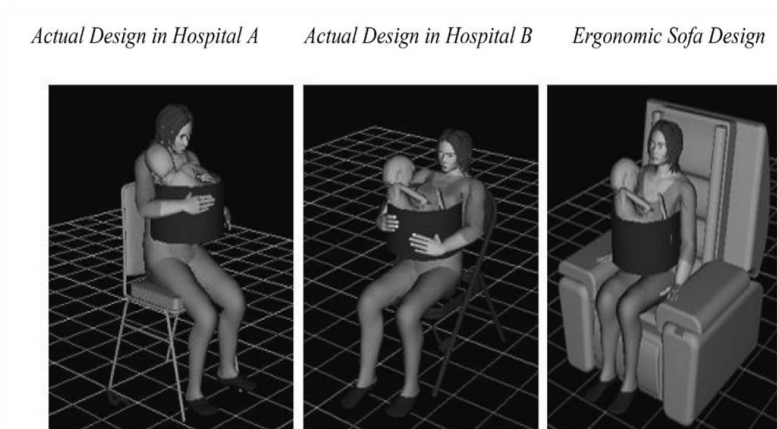 Actual Design in Hospital A
Actual Design in Hospital B
Ergonomic Sofa Design